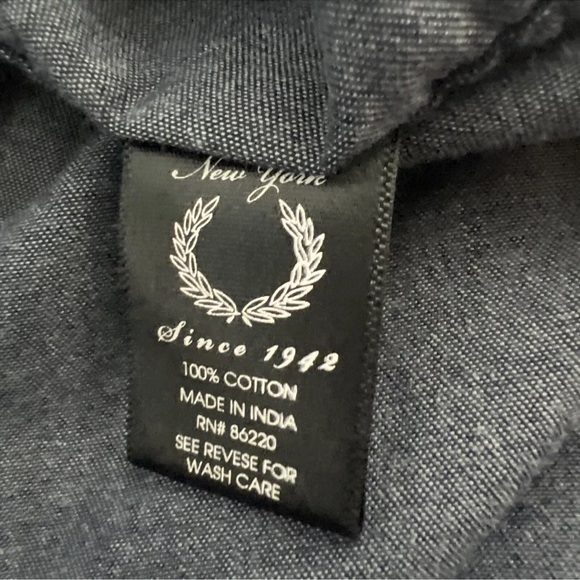 New York
Since 1942
100% COTTON
MADE IN INDIA
RN# 86220
SEE REVESE FOR
WASH CARE